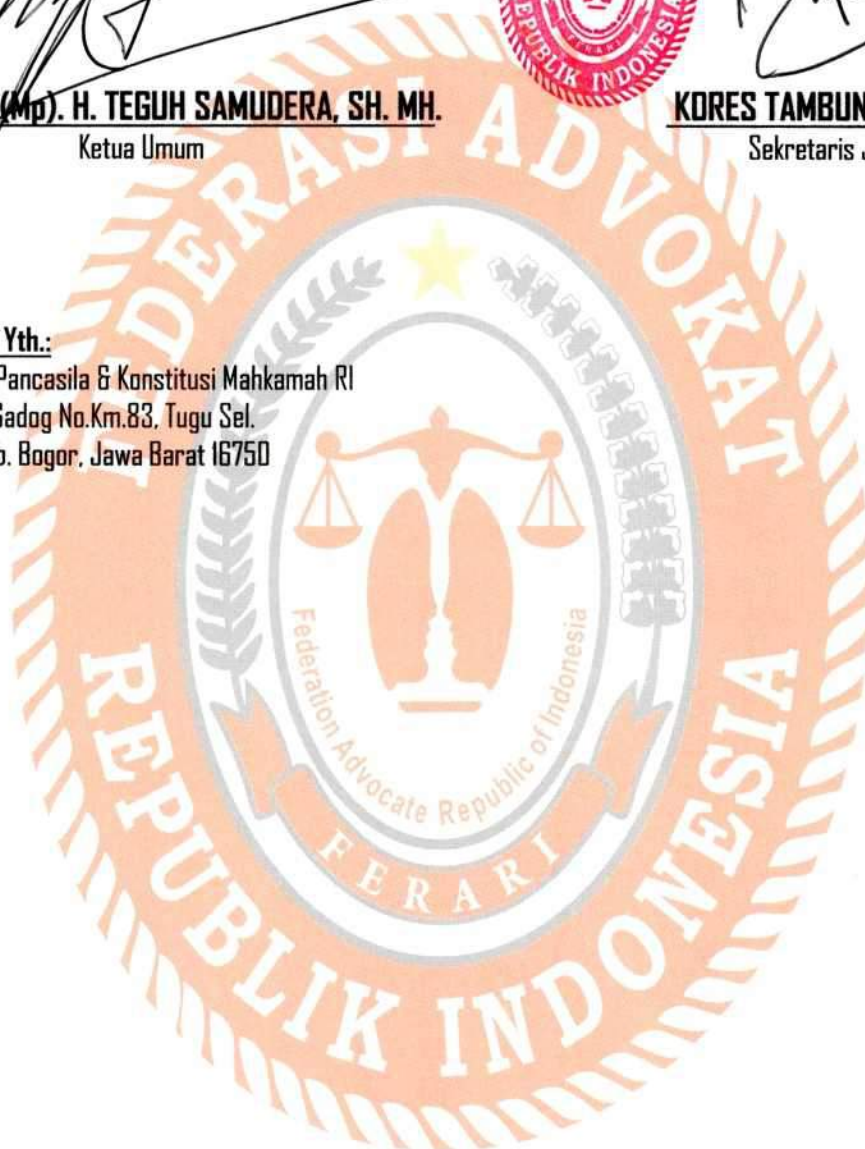 REPUBLIK INDONESIA
(Mp). H. TEGUH SAMUDERA, SH. MH.
KORES TAMBUN
Ketua Umum
Sekretaris
Yth.:
Pancasila & Konstitusi Mahkamah RI
Sadog No.Km.83, Tugu Sel.
Bogor, Jawa Barat 16750
FEDERASI ADVOKAT
REPUBLIK INDONESIA
Federation Advocate Republic of Indonesia
FERARI